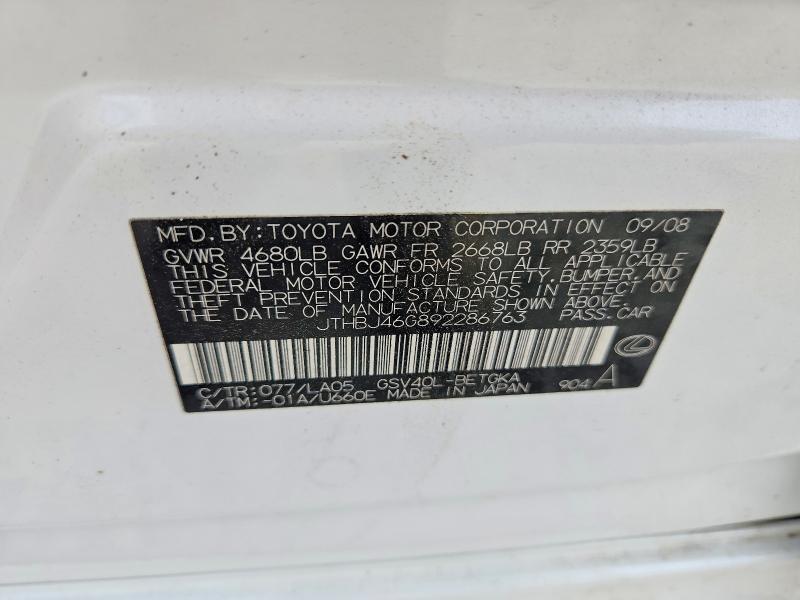 MFD. BY: TOYOTA MOTOR CORPORATION 09/08
GVWR 4680LB GAWR FR 2668LB RR 2359LB
THIS VEHICLE CONFORMS TO ALL APPLICABLE
FEDERAL MOTOR VEHICLE SAFETY, BUMPER, AND
THEFT PREVENTION STANDARDS IN EFFECT ON
THE DATE OF MANUFACTURE SHOWN ABOVE.
JTHBJ46G892286763 PASS.CAR
C/TR:077/LA05 GSV40L-BETGKA
A/TM:-01A/U660E MADE IN JAPAN 904 A